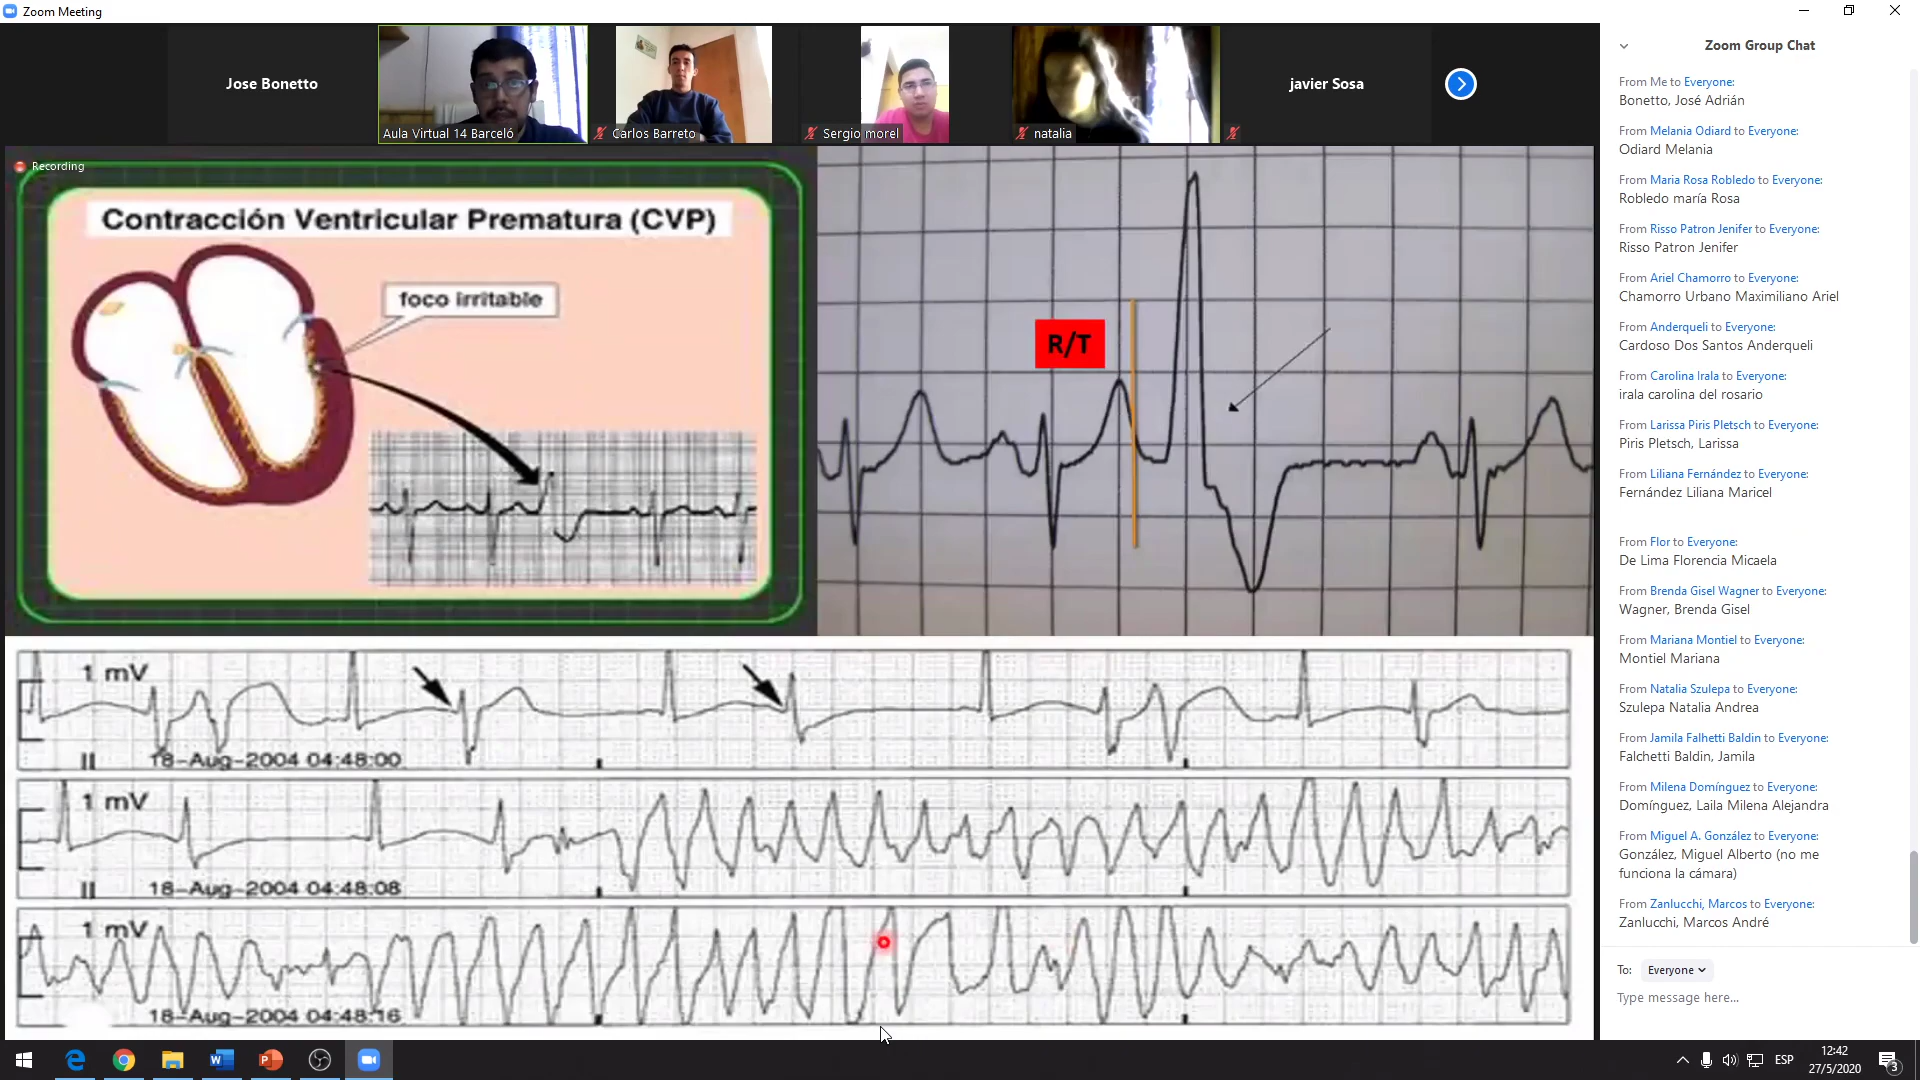 Zoom Meeting
Jose Bonetto
Aula Virtual 14 Barceló
Carlos Barreto
Sergio morel
natalia
javier Sosa
Recording
Contracción Ventricular Prematura (CVP)
foco irritable
R/T
1 mV
II 18-Aug-2004 04:48:00
1 mV
II 18-Aug-2004 04:48:08
1 mV
18-Aug-2004 04:48:16
Zoom Group Chat
From Me to Everyone:
Bonetto, José Adrián
From Melania Odiard to Everyone:
Odiard Melania
From Maria Rosa Robledo to Everyone:
Robledo maría Rosa
From Risso Patron Jenifer to Everyone:
Risso Patron Jenifer
From Ariel Chamorro to Everyone:
Chamorro Urbano Maximiliano Ariel
From Anderqueli to Everyone:
Cardoso Dos Santos Anderqueli
From Carolina Irala to Everyone:
irala carolina del rosario
From Larissa Piris Pletsch to Everyone:
Piris Pletsch, Larissa
From Liliana Fernández to Everyone:
Fernández Liliana Maricel
From Flor to Everyone:
De Lima Florencia Micaela
From Brenda Gisel Wagner to Everyone:
Wagner, Brenda Gisel
From Mariana Montiel to Everyone:
Montiel Mariana
From Natalia Szulepa to Everyone:
Szulepa Natalia Andrea
From Jamila Falhetti Baldin to Everyone:
Falchetti Baldin, Jamila
From Milena Domínguez to Everyone:
Domínguez, Laila Milena Alejandra
From Miguel A. González to Everyone:
González, Miguel Alberto (no me
funciona la cámara)
From Zanlucchi, Marcos to Everyone:
Zanlucchi, Marcos André
To: Everyone
Type message here...
ESP
12:42
27/5/2020
3